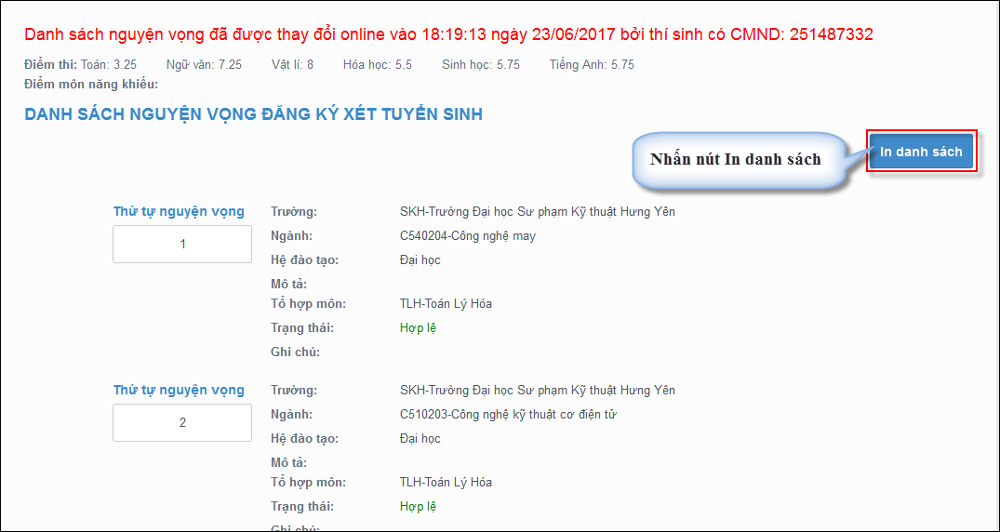 Danh sách nguyện vọng đã được thay đổi online vào 18:19:13 ngày 23/06/2017 bởi thí sinh có CMND: 251487332
Điểm thi: Toán: 3.25 Ngữ văn: 7.25 Vật lí: 8 Hóa học: 5.5 Sinh học: 5.75 Tiếng Anh: 5.75
Điểm môn năng khiếu:
DANH SÁCH NGUYỆN VỌNG ĐĂNG KÝ XÉT TUYỂN SINH
Nhấn nút In danh sách
In danh sách
Thứ tự nguyện vọng
1
Trường: SKH-Trường Đại học Sư phạm Kỹ thuật Hưng Yên
Ngành: C540204-Công nghệ may
Hệ đào tạo: Đại học
Mô tả:
Tổ hợp môn: TLH-Toán Lý Hóa
Trạng thái: Hợp lệ
Ghi chú:
Thứ tự nguyện vọng
2
Trường: SKH-Trường Đại học Sư phạm Kỹ thuật Hưng Yên
Ngành: C510203-Công nghệ kỹ thuật cơ điện tử
Hệ đào tạo: Đại học
Mô tả:
Tổ hợp môn: TLH-Toán Lý Hóa
Trạng thái: Hợp lệ
Ghi chú: